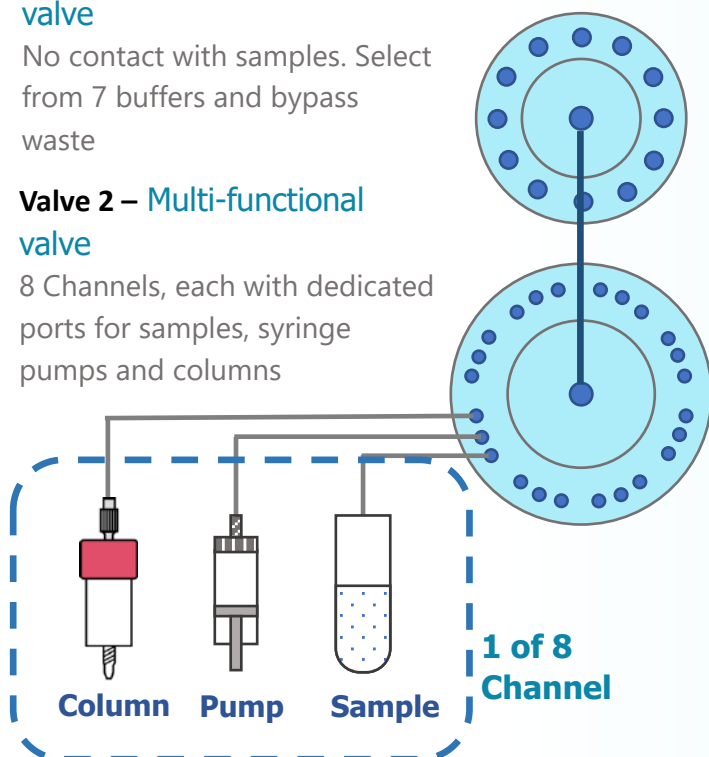 valve
No contact with samples. Select
from 7 buffers and bypass
waste
Valve 2 – Multi-functional
valve
8 Channels, each with dedicated
ports for samples, syringe
pumps and columns
1 of 8
Channel
Column Pump Sample